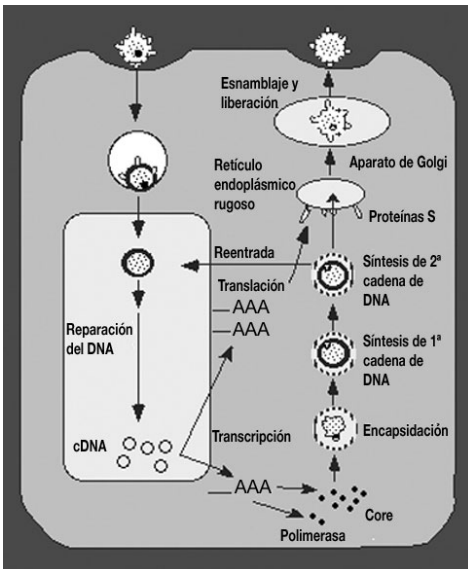 Esnamblaje y
liberación
Aparato de Golgi
Retículo
endoplásmico
rugoso
Proteínas S
Reentrada
Síntesis de 2ª
cadena de
DNA
Translación
AAA
AAA
Reparación
del DNA
Síntesis de 1ª
cadena de
DNA
Transcripción
Encapsidación
cDNA
AAA
Core
Polimerasa